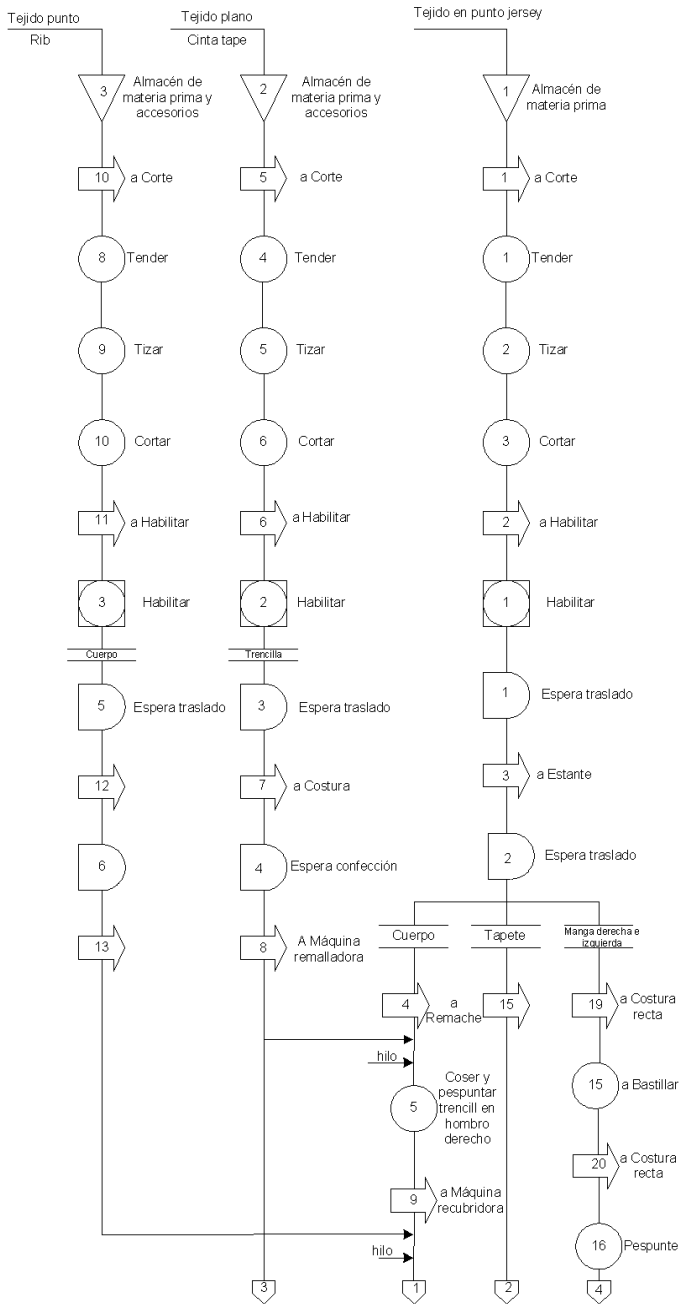 Tejido punto
Rib
Tejido plano
Cinta tape
Tejido en punto jersey
3
Almacén de
materia prima y
accesorios
2
Almacén de
materia prima y
accesorios
1
Almacén de
materia prima
10
a Corte
5
a Corte
1
a Corte
8
Tender
4
Tender
1
Tender
9
Tizar
5
Tizar
2
Tizar
10
Cortar
6
Cortar
3
Cortar
11
a Habilitar
6
a Habilitar
2
a Habilitar
3
Habilitar
2
Habilitar
1
Habilitar
Cuerpo
Trencilla
5
Espera traslado
3
Espera traslado
1
Espera traslado
12
7
a Costura
3
a Estante
6
4
Espera confección
2
Espera traslado
13
8
A Máquina
remalladora
Cuerpo
Tapete
Manga derecha e
izquierda
4
a
Remache
15
19
a Costura
recta
hilo
5
Coser y
pespuntar
trencill en
hombro
derecho
15
a Bastillar
20
a Costura
recta
9
a Máquina
recubridora
hilo
16
Pespunte
3
1
2
4